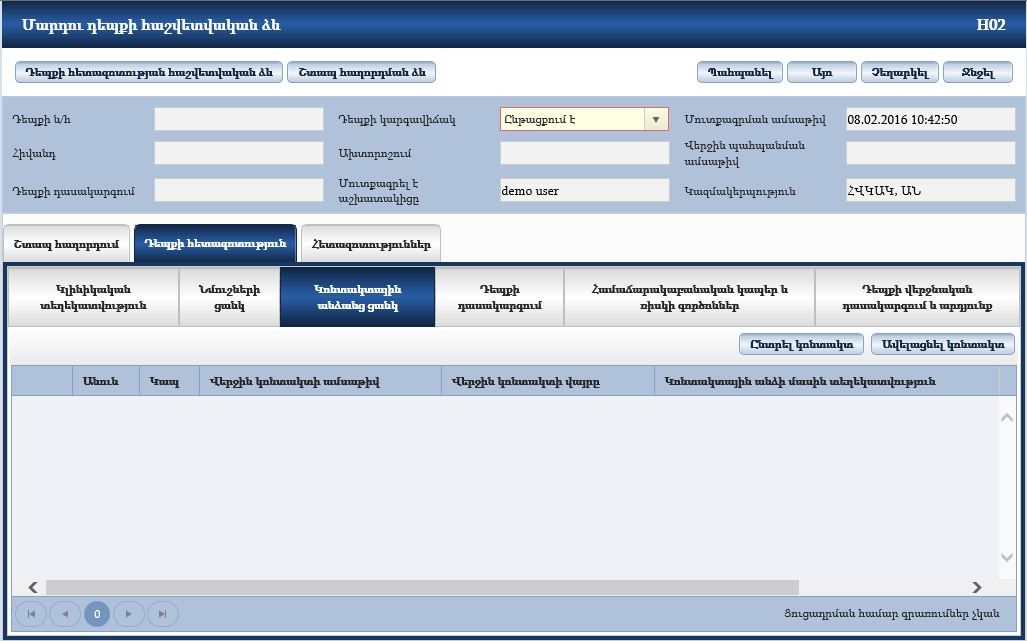 Մարդու դեպքի հաշվետվական ձև H02
Դեպքի հետազոտության հաշվետվական ձև Շտապ հաղորդման ձև Պահպանել Այո Չեղարկել Ջնջել
Դեպքի ն/հ Դեպքի կարգավիճակ Ընթացքում է Մուտքագրման ամսաթիվ 08.02.2016 10:42:50
Հիվանդ Ախտորոշում Վերջին պահպանման
ամսաթիվ
Դեպքի դասակարգում Մուտքագրել է
աշխատակիցը demo user Կազմակերպություն ՀՎԿԱԿ, ԱՆ
Շտապ հաղորդում Դեպքի հետազոտություն Հետազոտություններ
Կլինիկական
տեղեկատվություն
Նմուշների
ցանկ
Կոնտակտային
անձանց ցանկ
Դեպքի
դասակարգում
Համաճարակաբանական կապեր և
ռիսկի գործոններ
Դեպքի վերջնական
դասակարգում և արդյունք
Ընտրել կոնտակտ Ավելացնել կոնտակտ
Անուն Կապ Վերջին կոնտակտի ամսաթիվ Վերջին կոնտակտի վայրը Կոնտակտային անձի մասին տեղեկատվություն
0 Ցուցադրման համար գրառումներ չկան